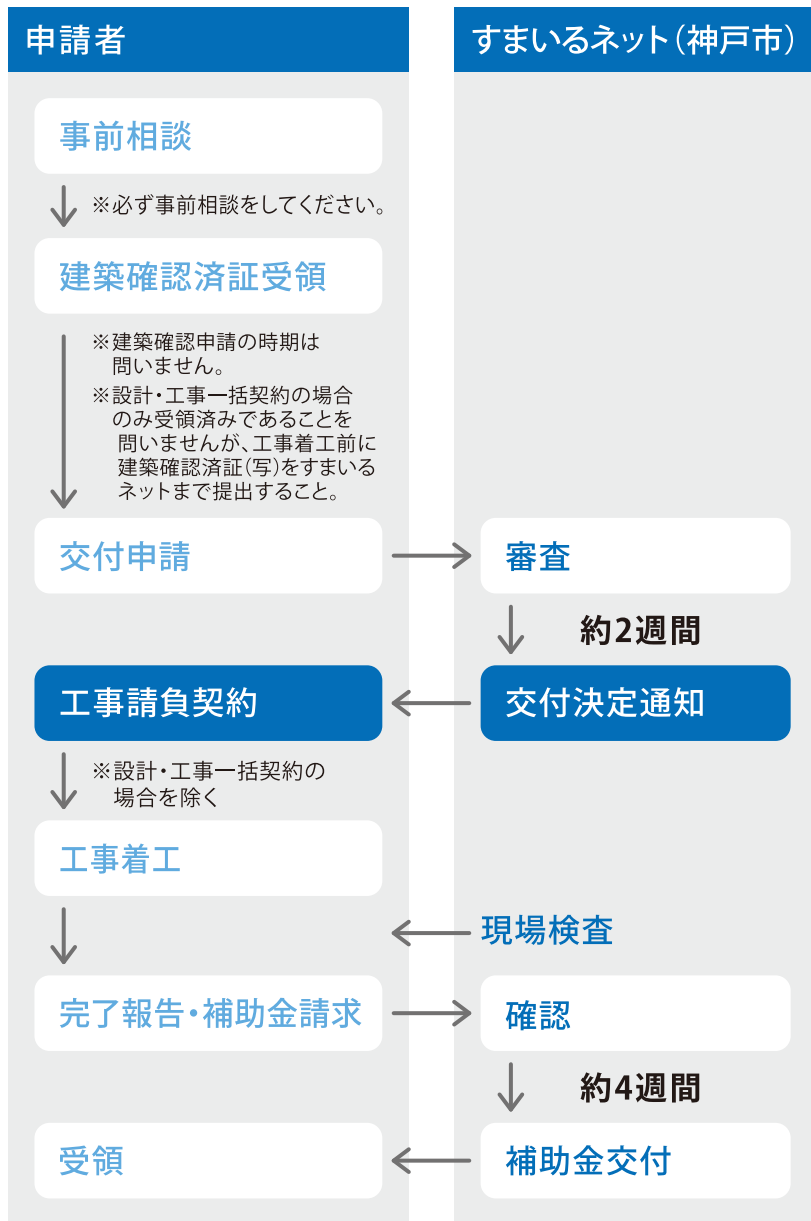 申請者
すまいるネット（神戸市）
事前相談
※必ず事前相談をしてください。
建築確認済証受領
※建築確認申請の時期は
問いません。
※設計・工事一括契約の場合
のみ受領済みであることを
問いませんが、工事着工前に
建築確認済証（写）をすまいる
ネットまで提出すること。
交付申請
審査
約2週間
工事請負契約
交付決定通知
※設計・工事一括契約の
場合を除く
工事着工
現場検査
完了報告・補助金請求
確認
約4週間
受領
補助金交付